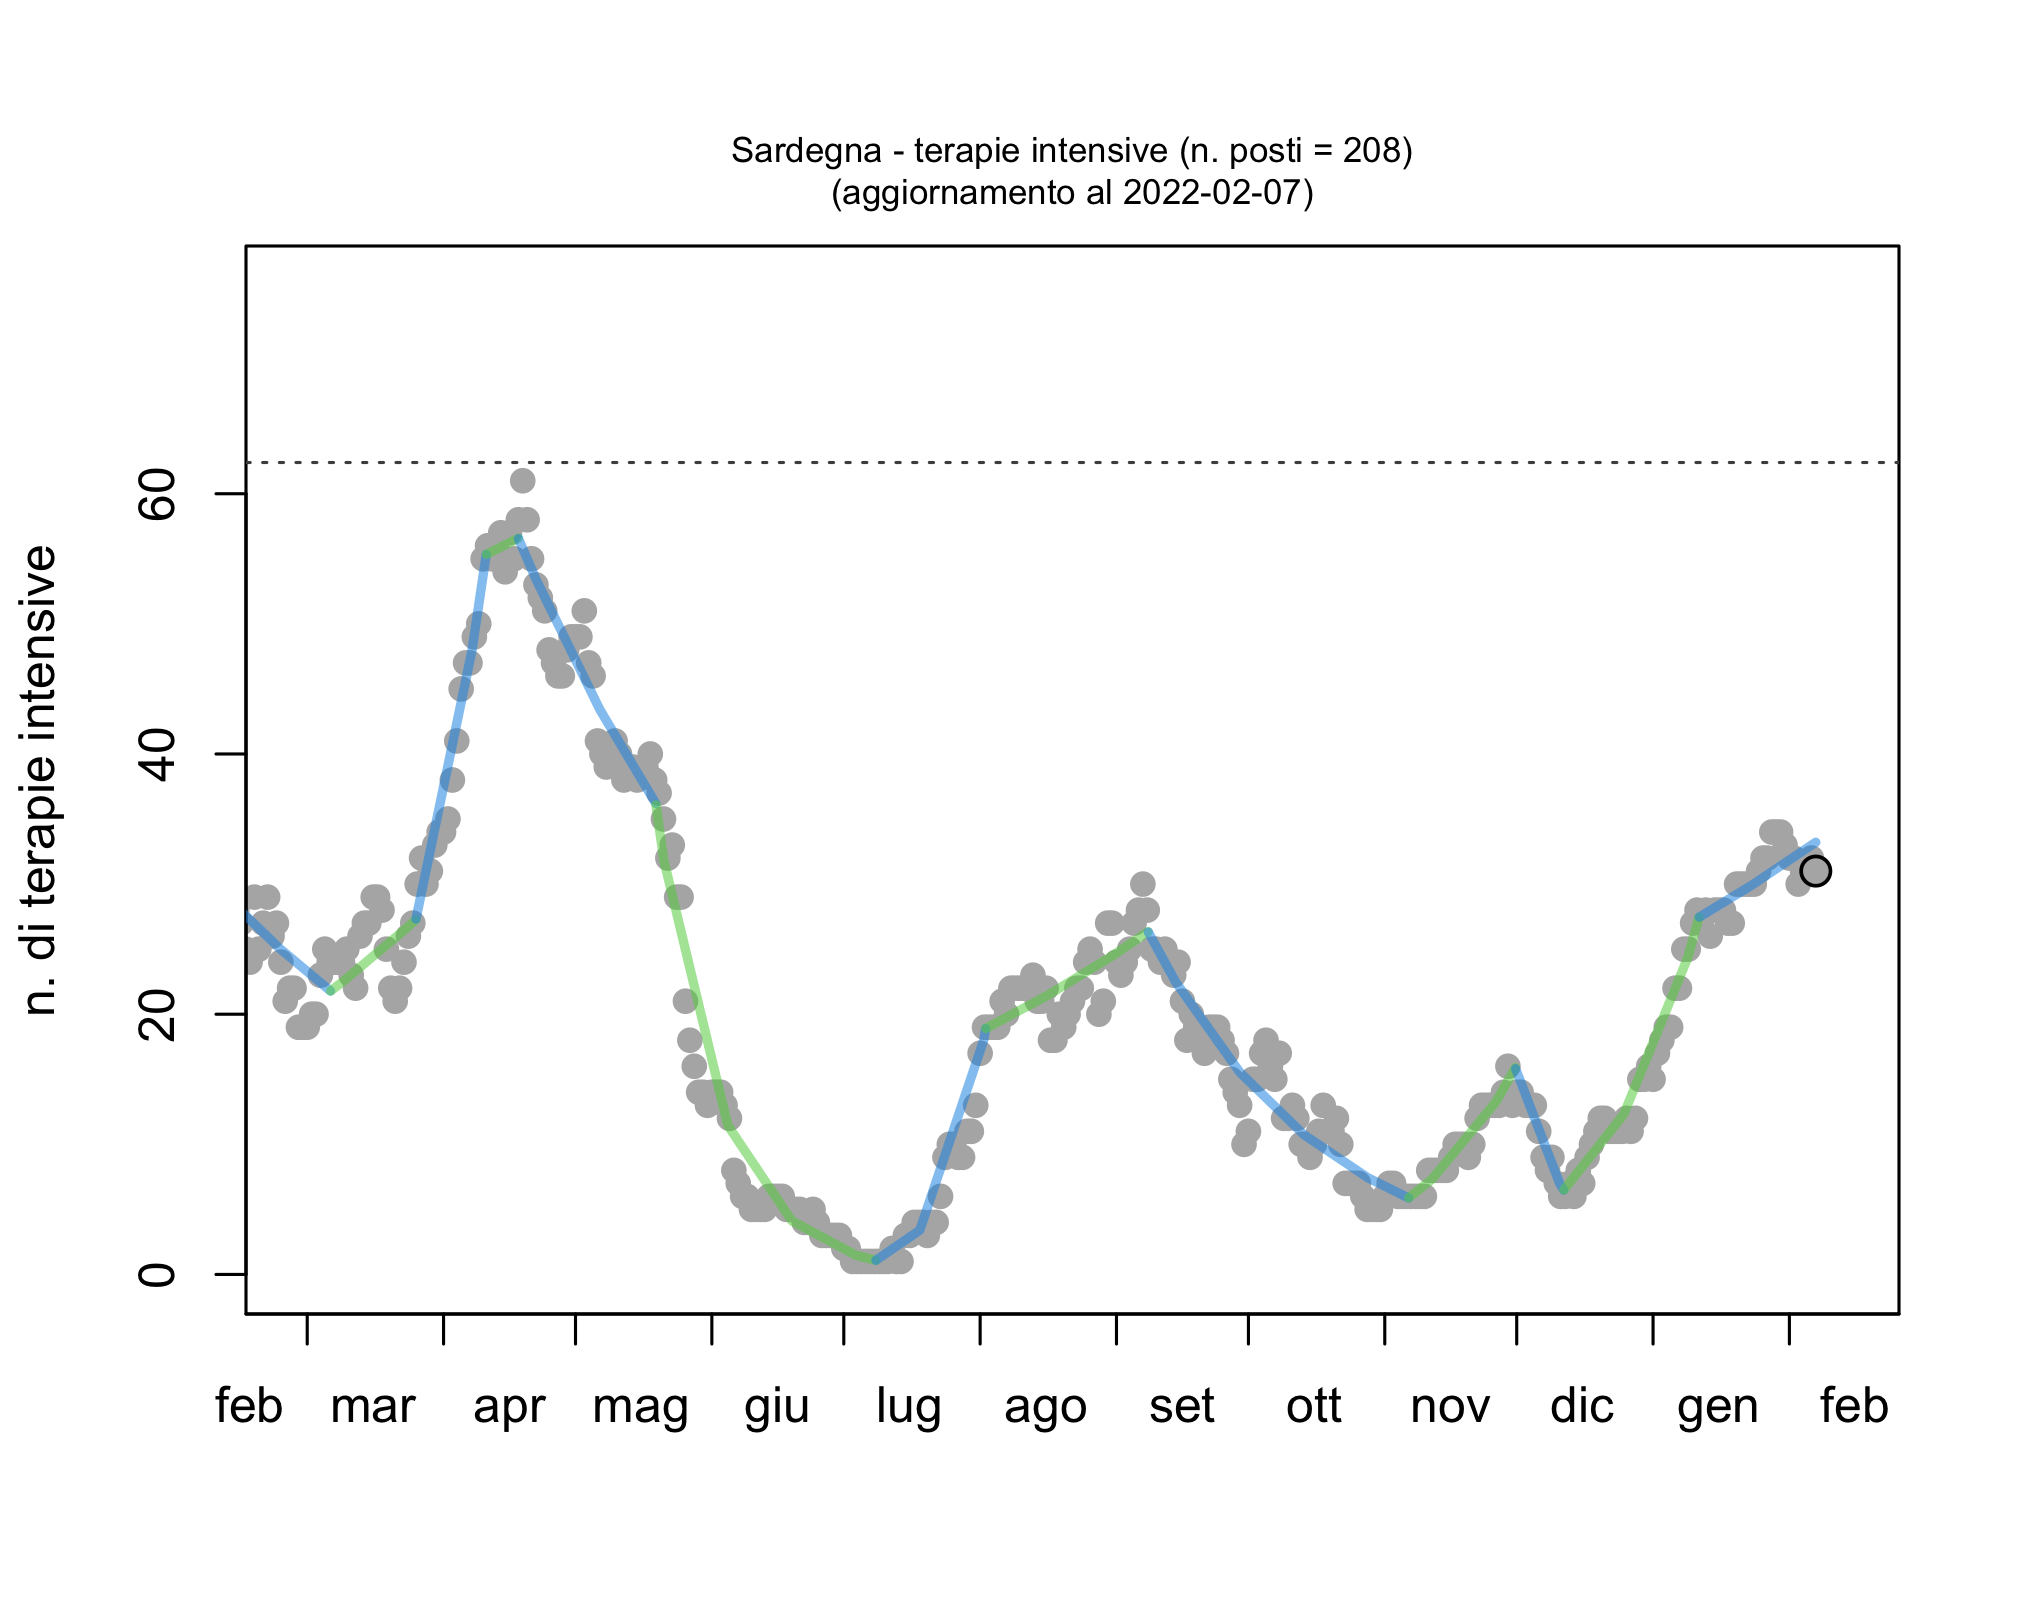 Sardegna - terapie intensive (n. posti = 208)
(aggiornamento al 2022-02-07)
n. di terapie intensive
60
40
20
0
feb mar apr mag giu lug ago set ott nov dic gen feb